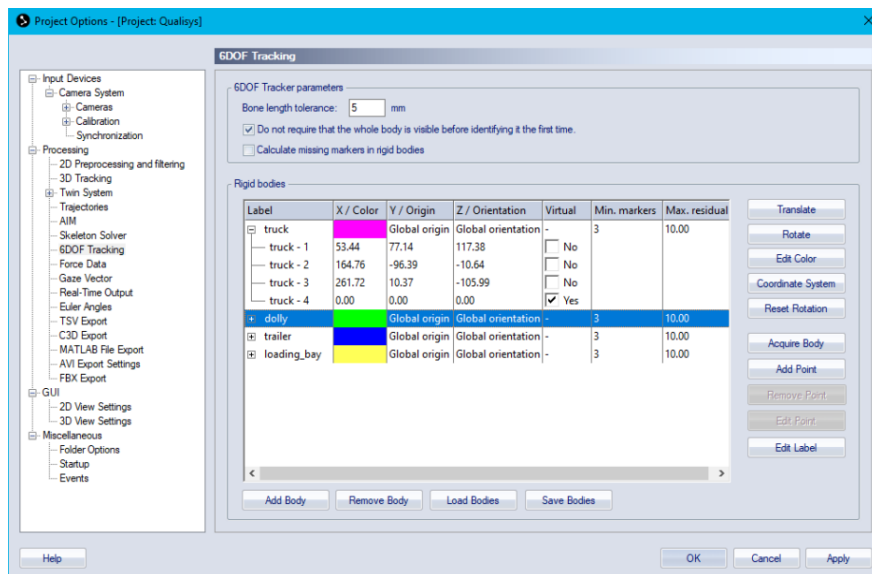 Project Options - [Project: Qualisys]
6DOF Tracking
Input Devices
Camera System
Cameras
Calibration
Synchronization
Processing
2D Preprocessing and filtering
3D Tracking
Twin System
Trajectories
AIM
Skeleton Solver
6DOF Tracking
Force Data
Gaze Vector
Real-Time Output
Euler Angles
TSV Export
C3D Export
MATLAB File Export
AVI Export Settings
FBX Export
GUI
2D View Settings
3D View Settings
Miscellaneous
Folder Options
Startup
Events
6DOF Tracker parameters
Bone length tolerance: 5 mm
Do not require that the whole body is visible before identifying it the first time.
Calculate missing markers in rigid bodies
Rigid bodies
Label X / Color Y / Origin Z / Orientation Virtual Min. markers Max. residual
truck Global origin Global orientation - 3 10.00
truck - 1 53.44 77.14 117.38 No
truck - 2 164.76 -96.39 -10.64 No
truck - 3 261.72 10.37 -105.99 No
truck - 4 0.00 0.00 0.00 Yes
dolly Global origin Global orientation - 3 10.00
trailer Global origin Global orientation - 3 10.00
loading_bay Global origin Global orientation - 3 10.00
Translate
Rotate
Edit Color
Coordinate System
Reset Rotation
Acquire Body
Add Point
Remove Point
Edit Point
Edit Label
Add Body Remove Body Load Bodies Save Bodies
Help OK Cancel Apply